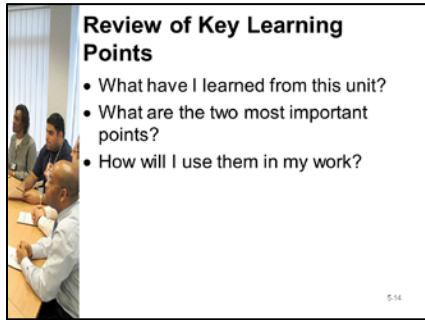 Review of Key Learning
Points
• What have I learned from this unit?
• What are the two most important
points?
• How will I use them in my work?
5-14